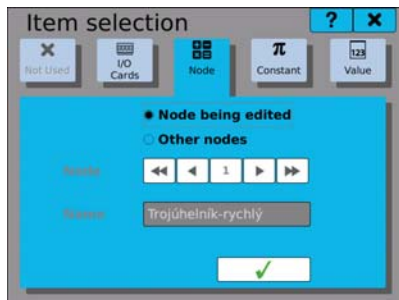 Item selection ? ×
Not Used
I/O Cards
Node
π Constant
123 Value
Node being edited
Other nodes
Node 1
Name Trojúhelník-rychlý